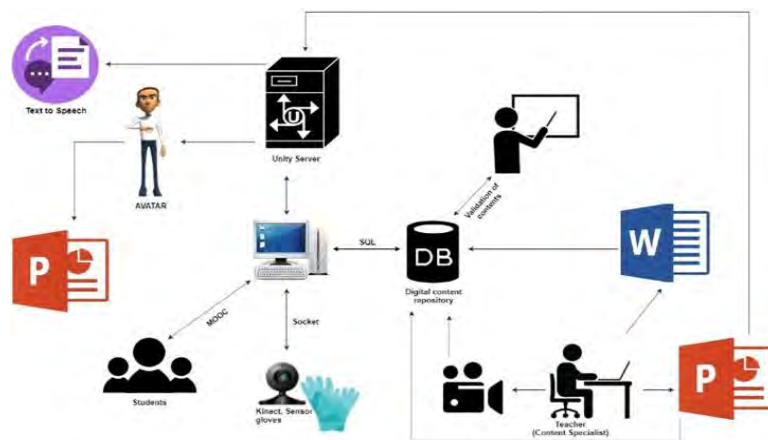 Text to Speech
Unity Server
AVATAR
Validation of
contents
P
W
SQL
DB
Digital content
repository
MOOC
Socket
Students
Kinect, Sensor
gloves
P
Teacher
(Content Specialist)